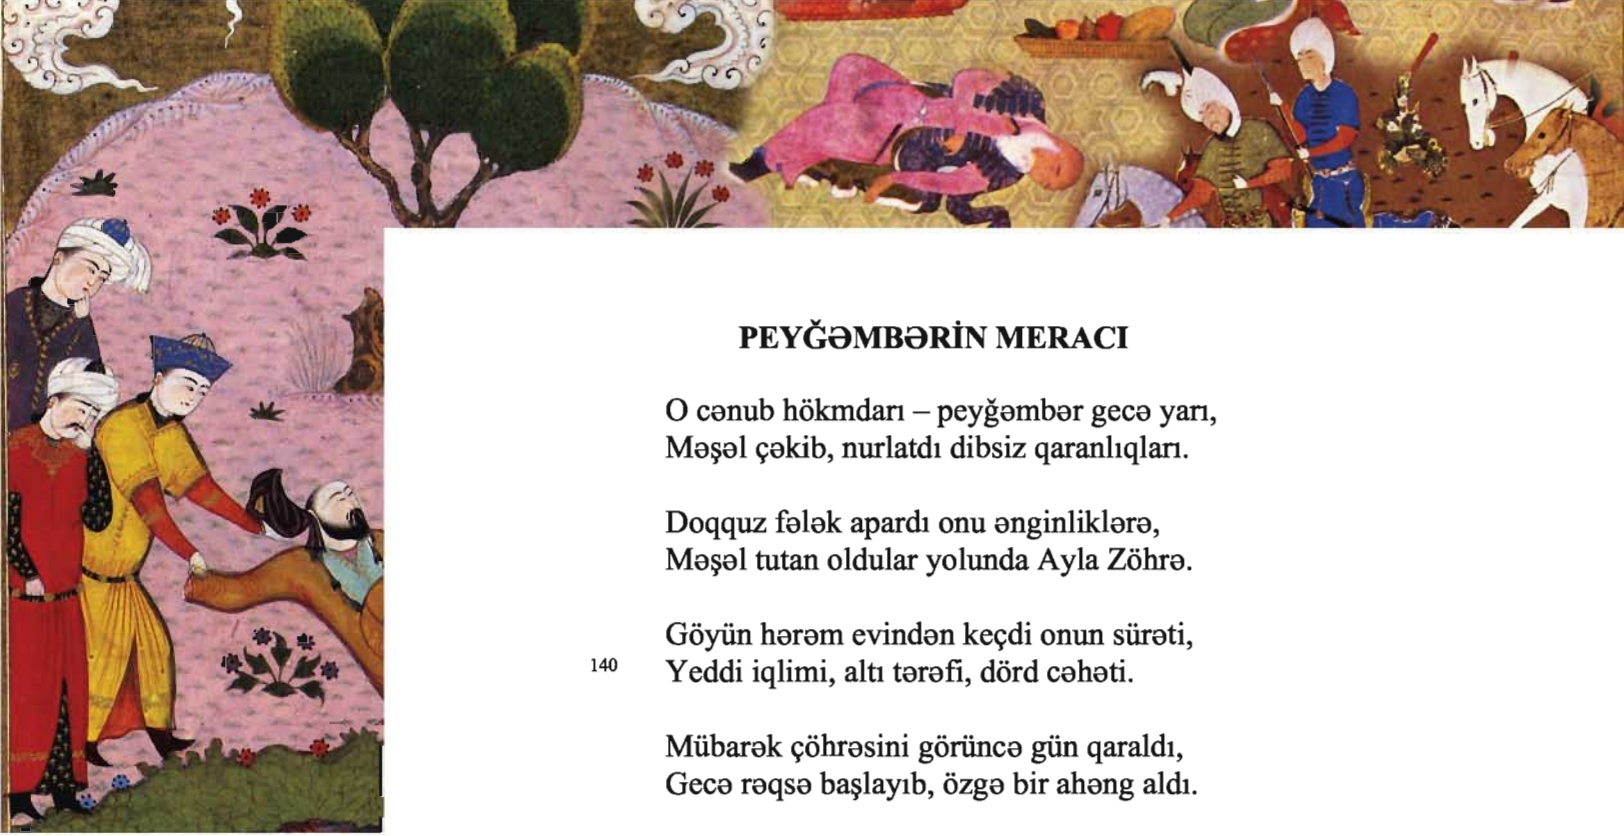 PEYĞƏMBƏRİN MERACI
O cənub hökmdarı – peyğəmbər gecə yarı,
Məşəl çəkib, nurlatdı dibsiz qaranlıqları.
Doqquz fələk apardı onu ənginliklərə,
Məşəl tutan oldular yolunda Ayla Zöhrə.
Göyün hərəm evindən keçdi onun sürəti,
140 Yeddi iqlimi, altı tərəfi, dörd cəhəti.
Mübarək çöhrəsini görüncə gün qaraldı,
Gecə rəqsə başlayıb, özgə bir ahəng aldı.